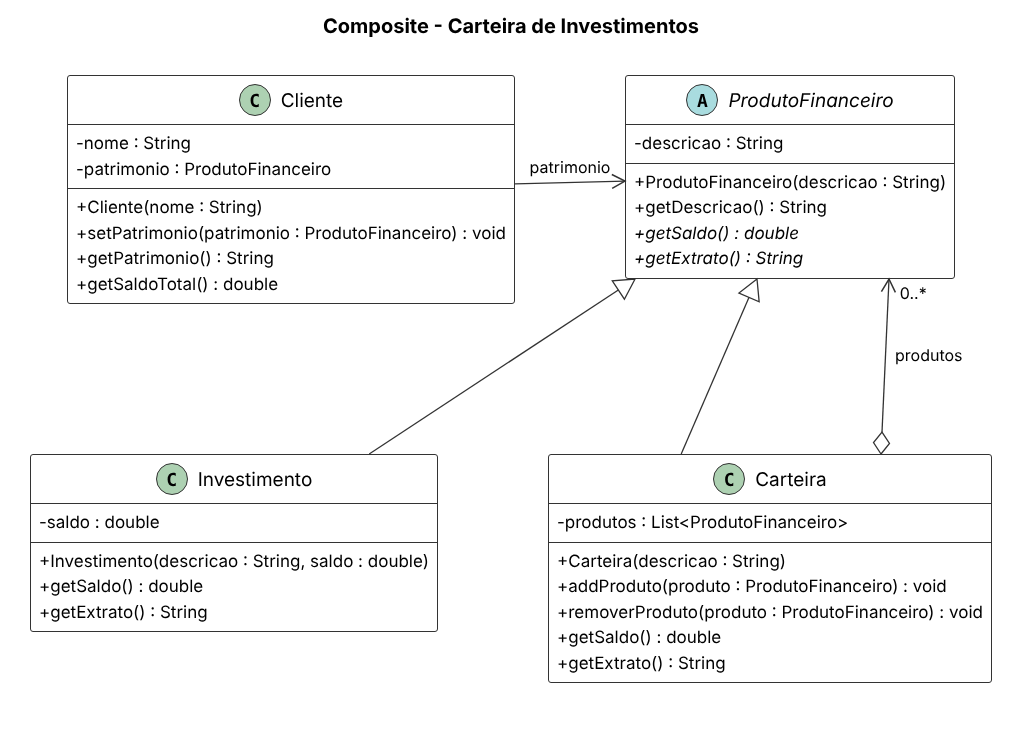 Composite - Carteira de Investimentos
C Cliente
-nome : String
-patrimonio : ProdutoFinanceiro
+Cliente(nome : String)
+setPatrimonio(patrimonio : ProdutoFinanceiro) : void
+getPatrimonio() : String
+getSaldoTotal() : double
patrimonio
A ProdutoFinanceiro
-descricao : String
+ProdutoFinanceiro(descricao : String)
+getDescricao() : String
+getSaldo() : double
+getExtrato() : String
0..*
produtos
C Investimento
-saldo : double
+Investimento(descricao : String, saldo : double)
+getSaldo() : double
+getExtrato() : String
C Carteira
-produtos : List<ProdutoFinanceiro>
+Carteira(descricao : String)
+addProduto(produto : ProdutoFinanceiro) : void
+removerProduto(produto : ProdutoFinanceiro) : void
+getSaldo() : double
+getExtrato() : String